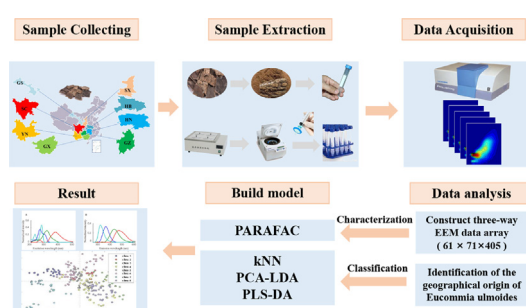 Sample Collecting
Sample Extraction
Data Acquisition
GS
SX
SC
HB
HN
YN
GX
GZ
Result
Build model
Data analysis
PARAFAC
Characterization
Construct three-way
EEM data array
( 61 × 71×405 )
kNN
PCA-LDA
PLS-DA
Classification
Identification of the
geographical origin of
Eucommia ulmoides